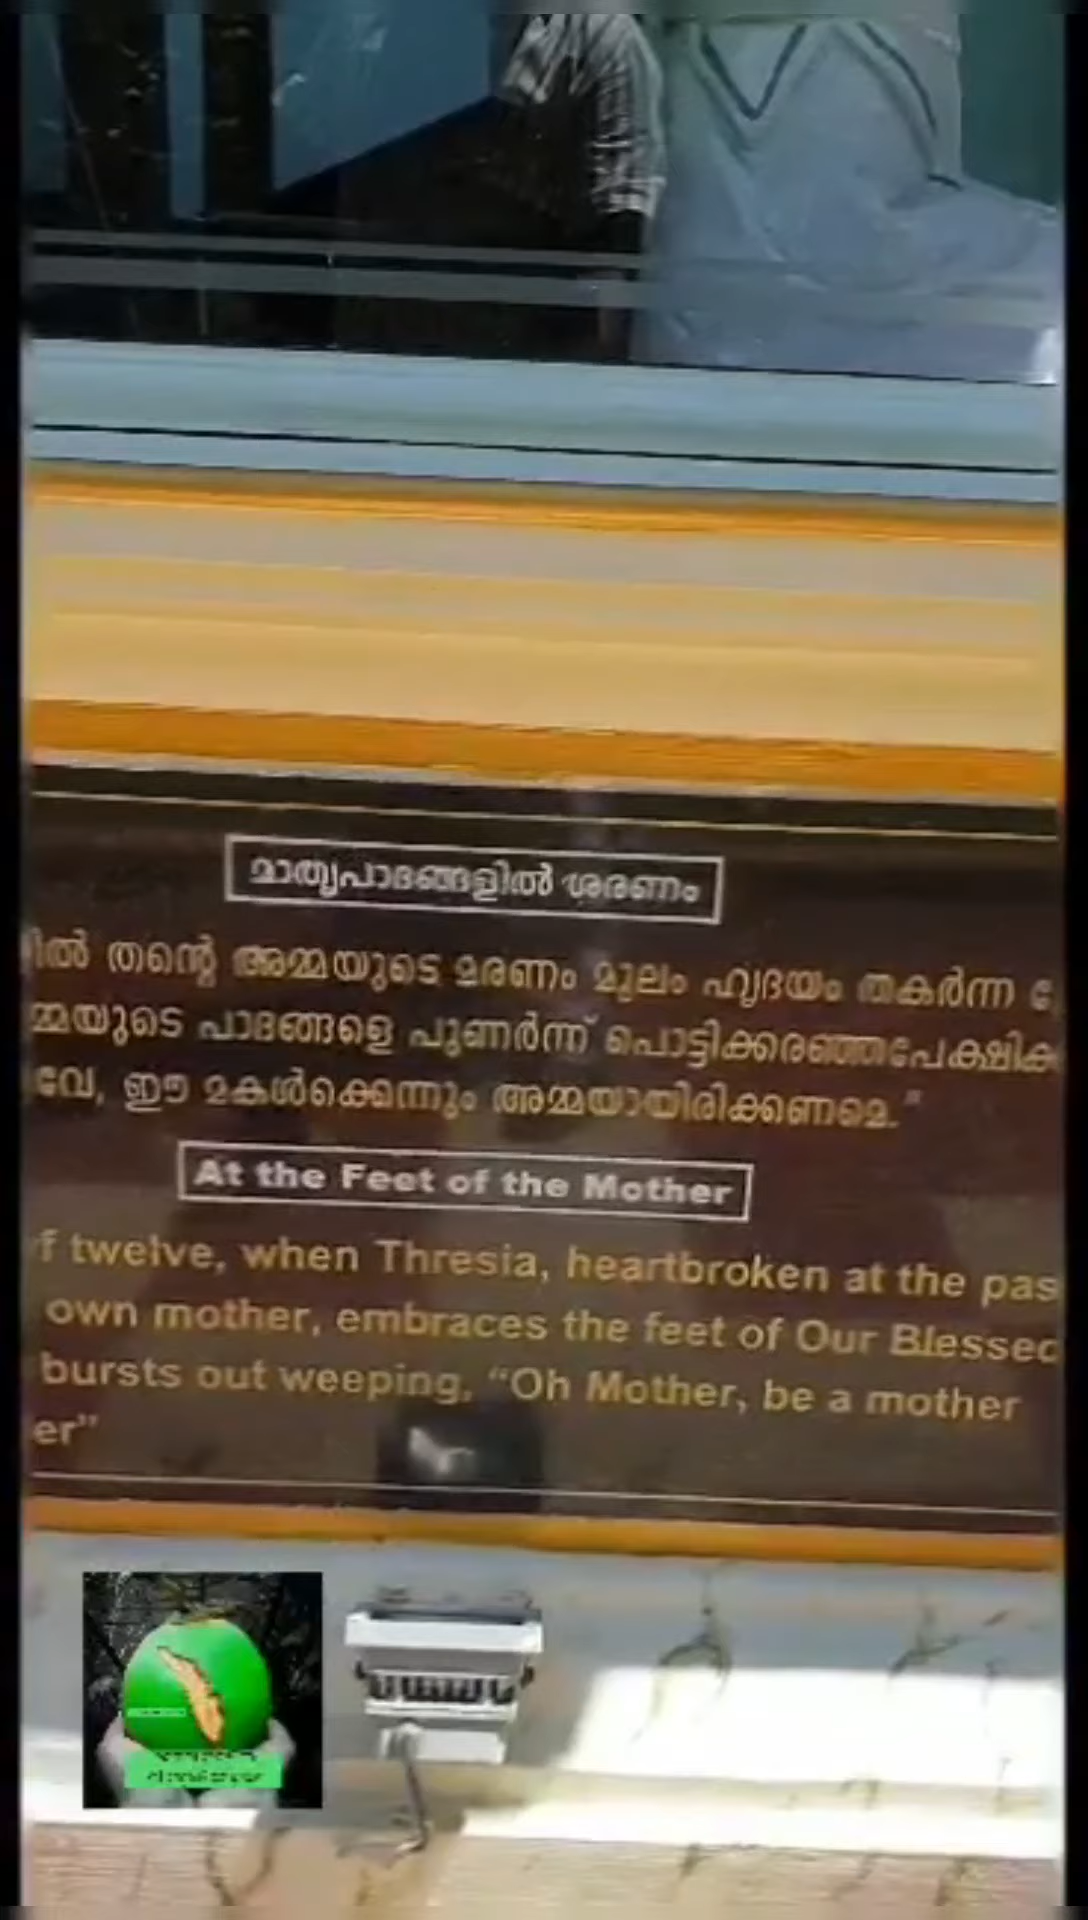 മാതൃപാദങ്ങളിൽ ശരണം
ിൽ തന്റെ അമ്മയുടെ മരണം മൂലം ഹൃദയം തകർന്ന
മ്മയുടെ പാദങ്ങളെ പുണർന്ന് പൊട്ടിക്കരഞ്ഞപേക്ഷിക
വേ, ഈ മകൾക്കെന്നും അമ്മയായിരിക്കണമെ."
At the Feet of the Mother
f twelve, when Thresia, heartbroken at the pas
own mother, embraces the feet of Our Blessed
bursts out weeping, “Oh Mother, be a mother
er”